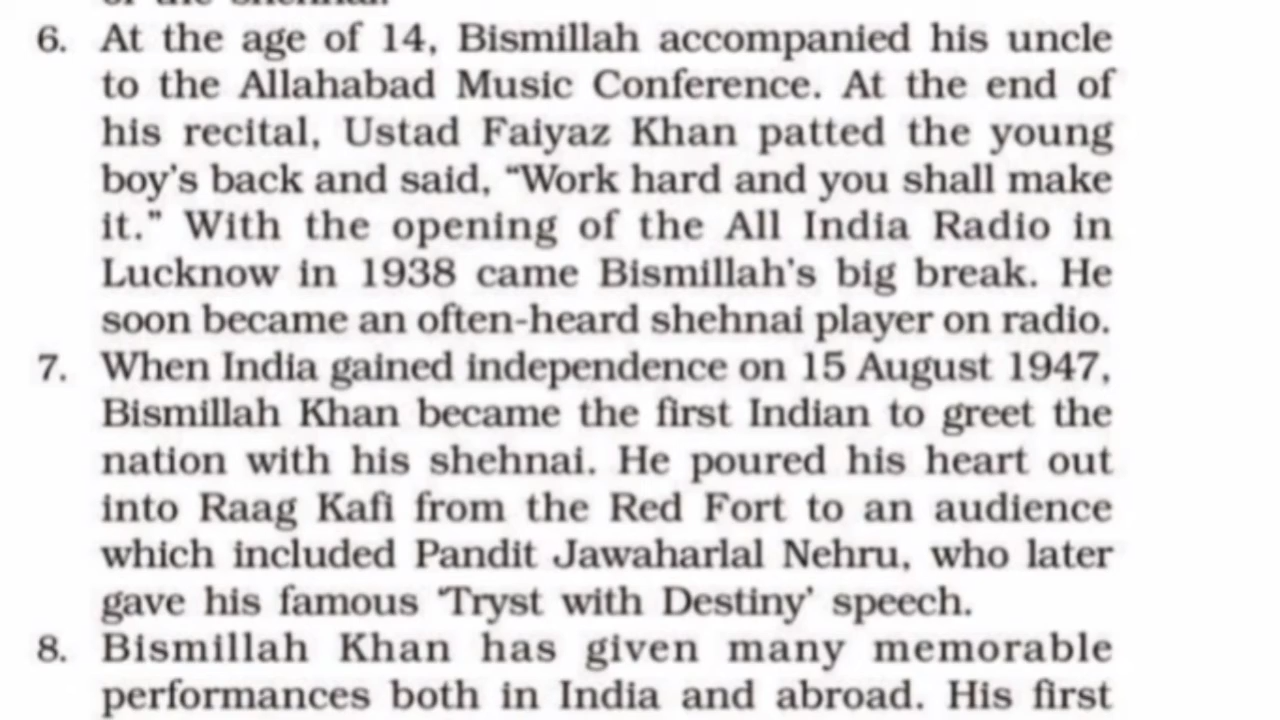 of the shehnai.
6. At the age of 14, Bismillah accompanied his uncle
to the Allahabad Music Conference. At the end of
his recital, Ustad Faiyaz Khan patted the young
boy's back and said, “Work hard and you shall make
it.” With the opening of the All India Radio in
Lucknow in 1938 came Bismillah's big break. He
soon became an often-heard shehnai player on radio.
7. When India gained independence on 15 August 1947,
Bismillah Khan became the first Indian to greet the
nation with his shehnai. He poured his heart out
into Raag Kafi from the Red Fort to an audience
which included Pandit Jawaharlal Nehru, who later
gave his famous ‘Tryst with Destiny’ speech.
8. Bismillah Khan has given many memorable
performances both in India and abroad. His first